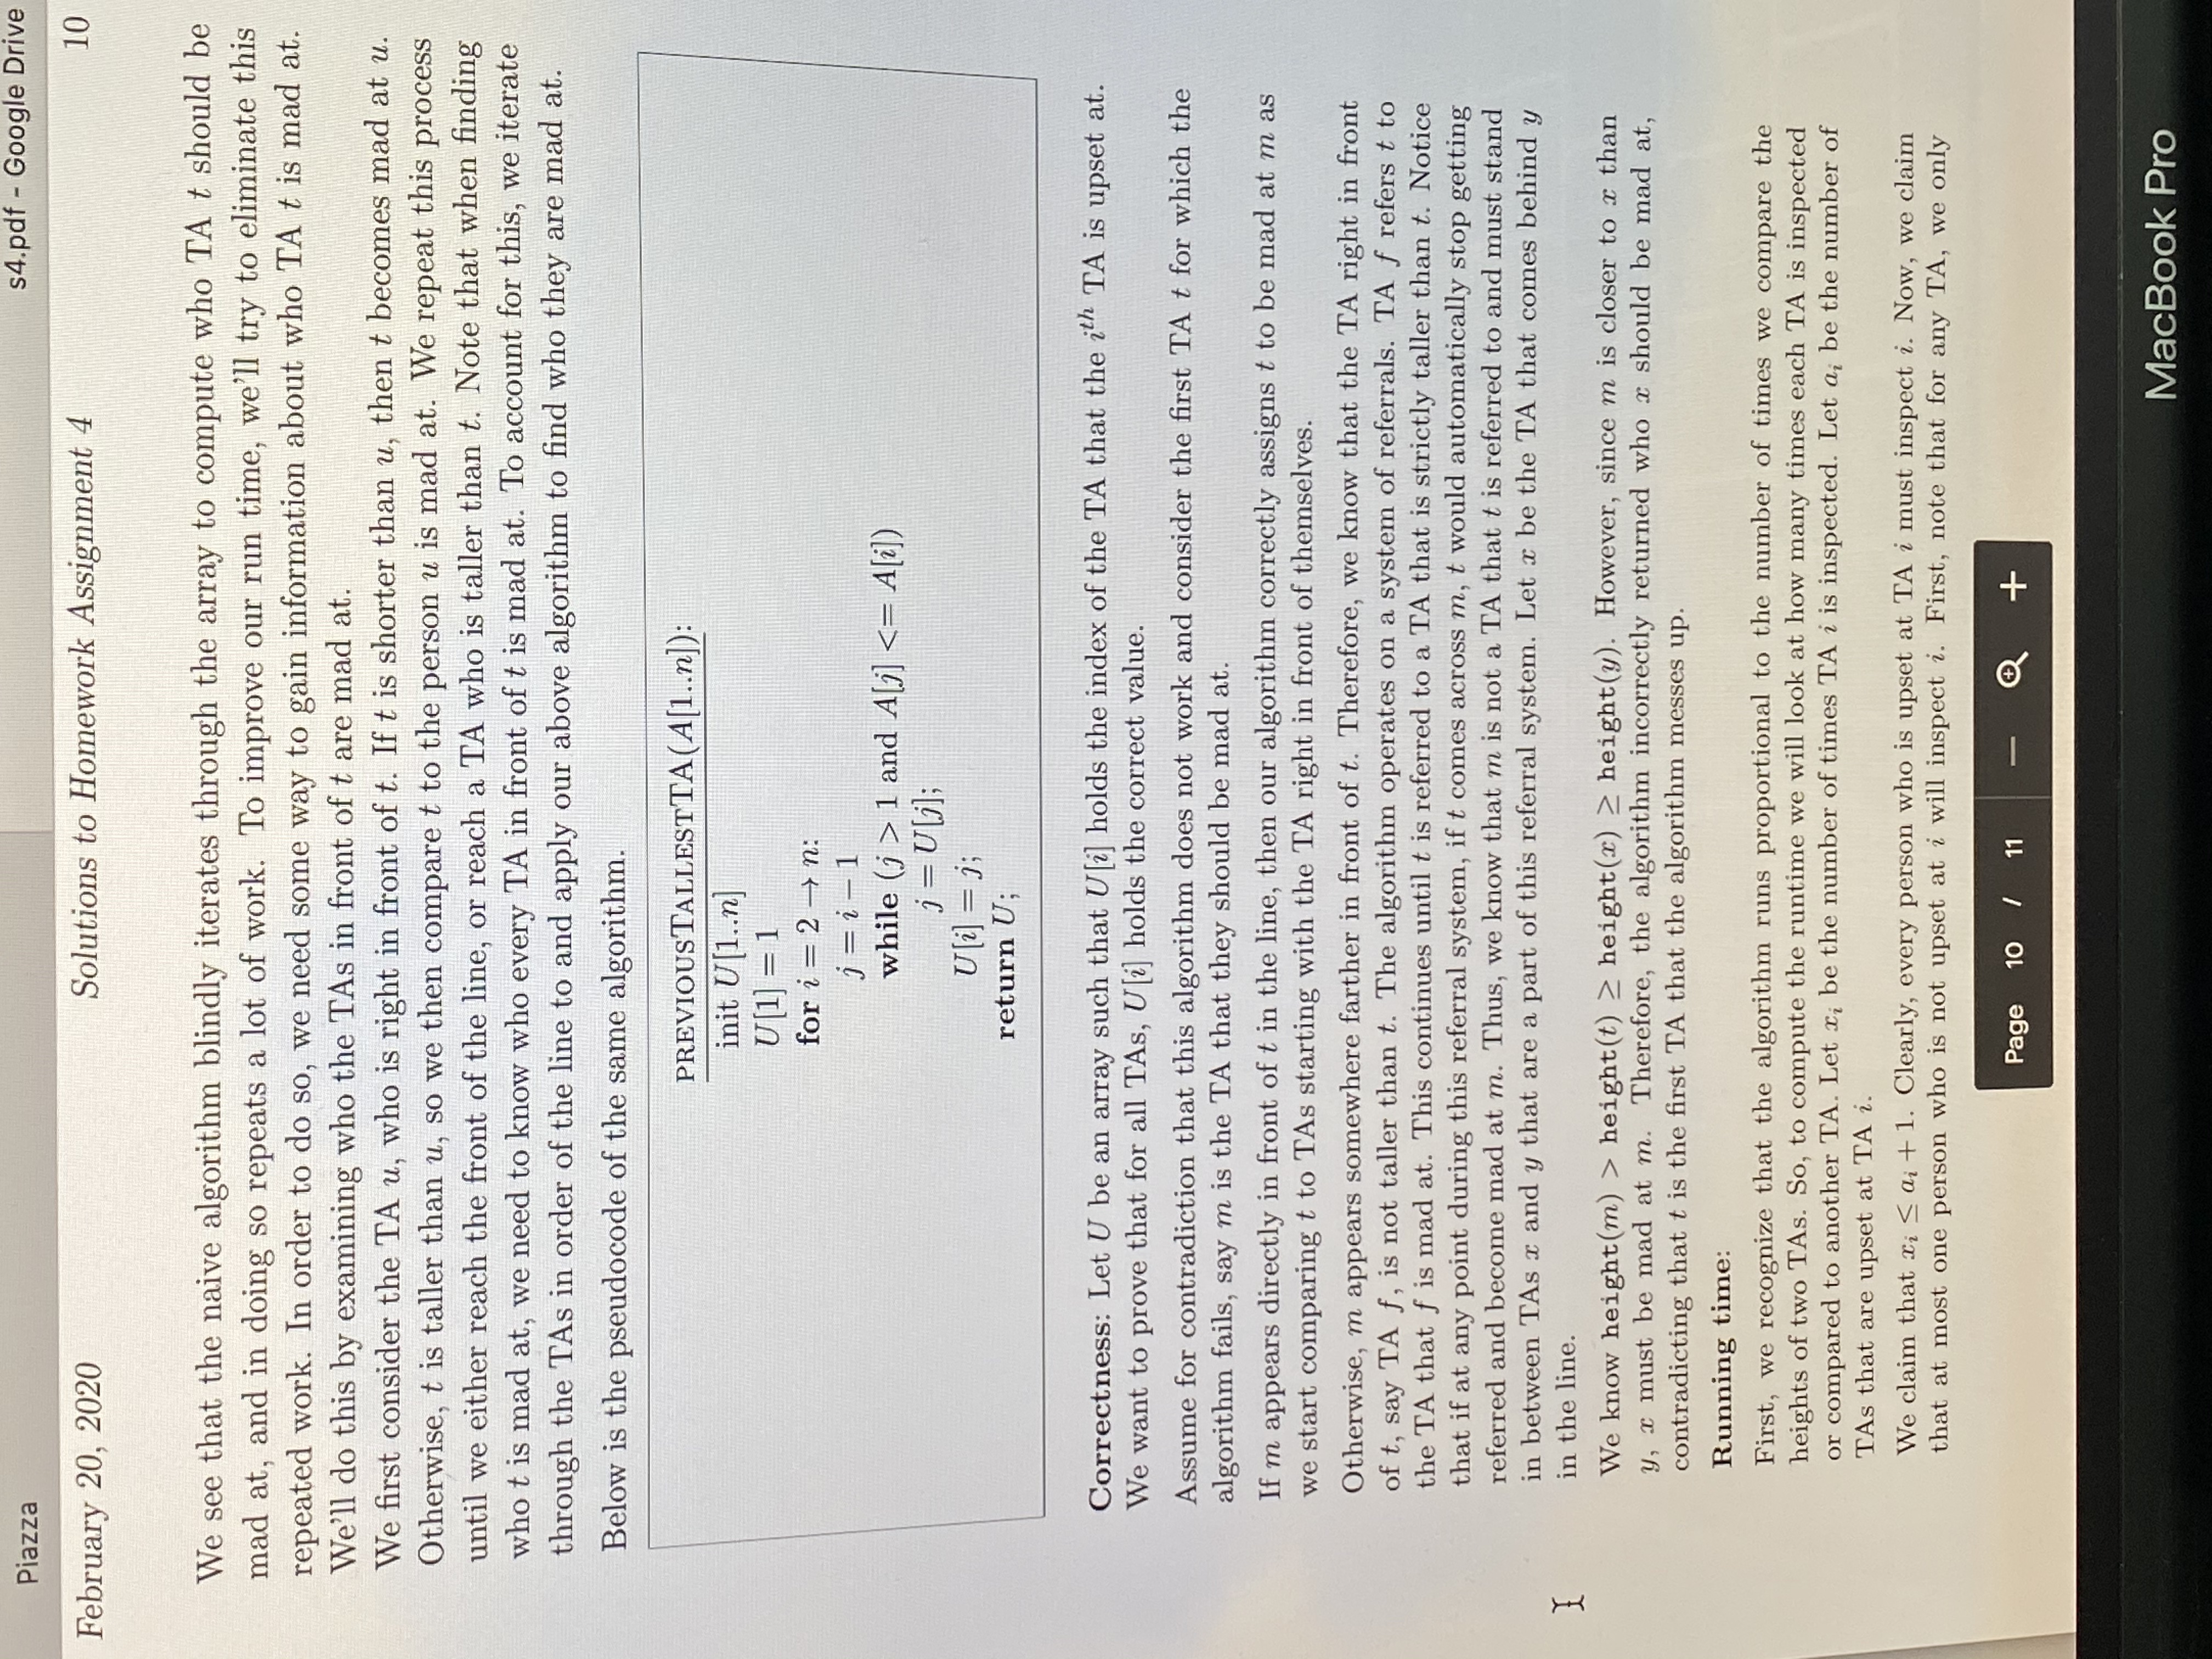 Piazza
s4.pdf - Google Drive
February 20, 2020 Solutions to Homework Assignment 4 10
We see that the naive algorithm blindly iterates through the array to compute who TA t should be
mad at, and in doing so repeats a lot of work. To improve our run time, we'll try to eliminate this
repeated work. In order to do so, we need some way to gain information about who TA t is mad at.
We'll do this by examining who the TAs in front of t are mad at.
We first consider the TA u, who is right in front of t. If t is shorter than u, then t becomes mad at u.
Otherwise, t is taller than u, so we then compare t to the person u is mad at. We repeat this process
until we either reach the front of the line, or reach a TA who is taller than t. Note that when finding
who t is mad at, we need to know who every TA in front of t is mad at. To account for this, we iterate
through the TAs in order of the line to and apply our above algorithm to find who they are mad at.
Below is the pseudocode of the same algorithm.
PREVIOUSTALLESTTA(A[1..n]):
init U[1..n]
U[1] = 1
for i = 2 → n:
j = i − 1
while (j > 1 and A[j] <= A[i])
j = U[j];
U[i] = j;
return U;
Correctness: Let U be an array such that U[i] holds the index of the TA that the i^th TA is upset at.
We want to prove that for all TAs, U[i] holds the correct value.
Assume for contradiction that this algorithm does not work and consider the first TA t for which the
algorithm fails, say m is the TA that they should be mad at.
If m appears directly in front of t in the line, then our algorithm correctly assigns t to be mad at m as
we start comparing t to TAs starting with the TA right in front of themselves.
Otherwise, m appears somewhere farther in front of t. Therefore, we know that the TA right in front
of t, say TA f, is not taller than t. The algorithm operates on a system of referrals. TA f refers t to
the TA that f is mad at. This continues until t is referred to a TA that is strictly taller than t. Notice
that if at any point during this referral system, if t comes across m, t would automatically stop getting
referred and become mad at m. Thus, we know that m is not a TA that t is referred to and must stand
in between TAs x and y that are a part of this referral system. Let x be the TA that comes behind y
in the line.
We know height(m) > height(t) ≥ height(x) ≥ height(y). However, since m is closer to x than
y, x must be mad at m. Therefore, the algorithm incorrectly returned who x should be mad at,
contradicting that t is the first TA that the algorithm messes up.
Running time:
First, we recognize that the algorithm runs proportional to the number of times we compare the
heights of two TAs. So, to compute the runtime we will look at how many times each TA is inspected
or compared to another TA. Let x_i be the number of times TA i is inspected. Let a_i be the number of
TAs that are upset at TA i.
We claim that x_i ≤ a_i + 1. Clearly, every person who is upset at TA i must inspect i. Now, we claim
that at most one person who is not upset at i will inspect i. First, note that for any TA, we only
Page 10 / 11 — +
MacBook Pro